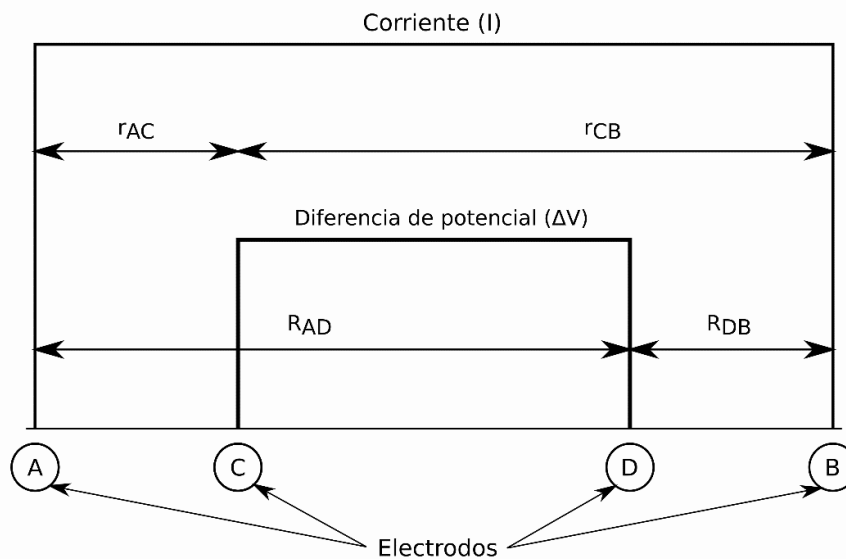 Corriente (I)
rAC
rCB
Diferencia de potencial (ΔV)
RAD
RDB
A
C
D
B
Electrodos